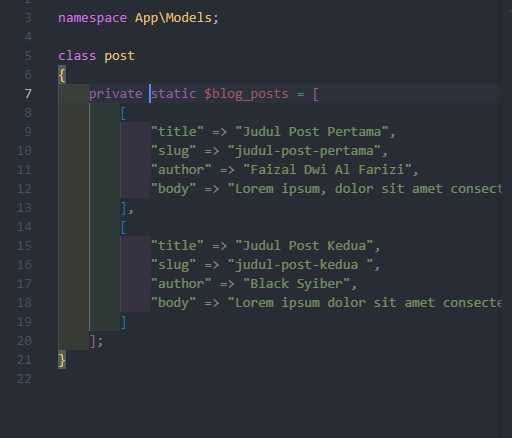 3 namespace App\Models;
4
5 class post
6 {
7 private static $blog_posts = [
8 [
9 "title" => "Judul Post Pertama",
10 "slug" => "judul-post-pertama",
11 "author" => "Faizal Dwi Al Farizi",
12 "body" => "Lorem ipsum, dolor sit amet consect
13 ],
14 [
15 "title" => "Judul Post Kedua",
16 "slug" => "judul-post-kedua ",
17 "author" => "Black Syiber",
18 "body" => "Lorem ipsum dolor sit amet consecte
19 ]
20 ];
21 }
22